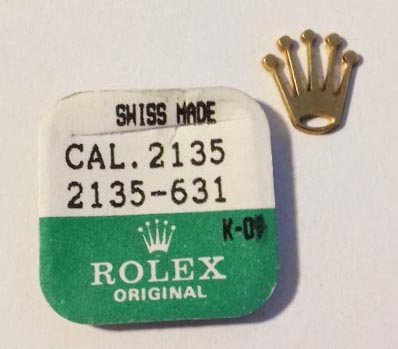 SWISS MADE
CAL. 2135
2135-631
ROLEX
ORIGINAL